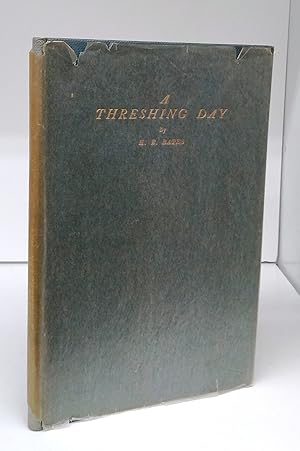 A
THRESHING DAY
by
H. E. BATES